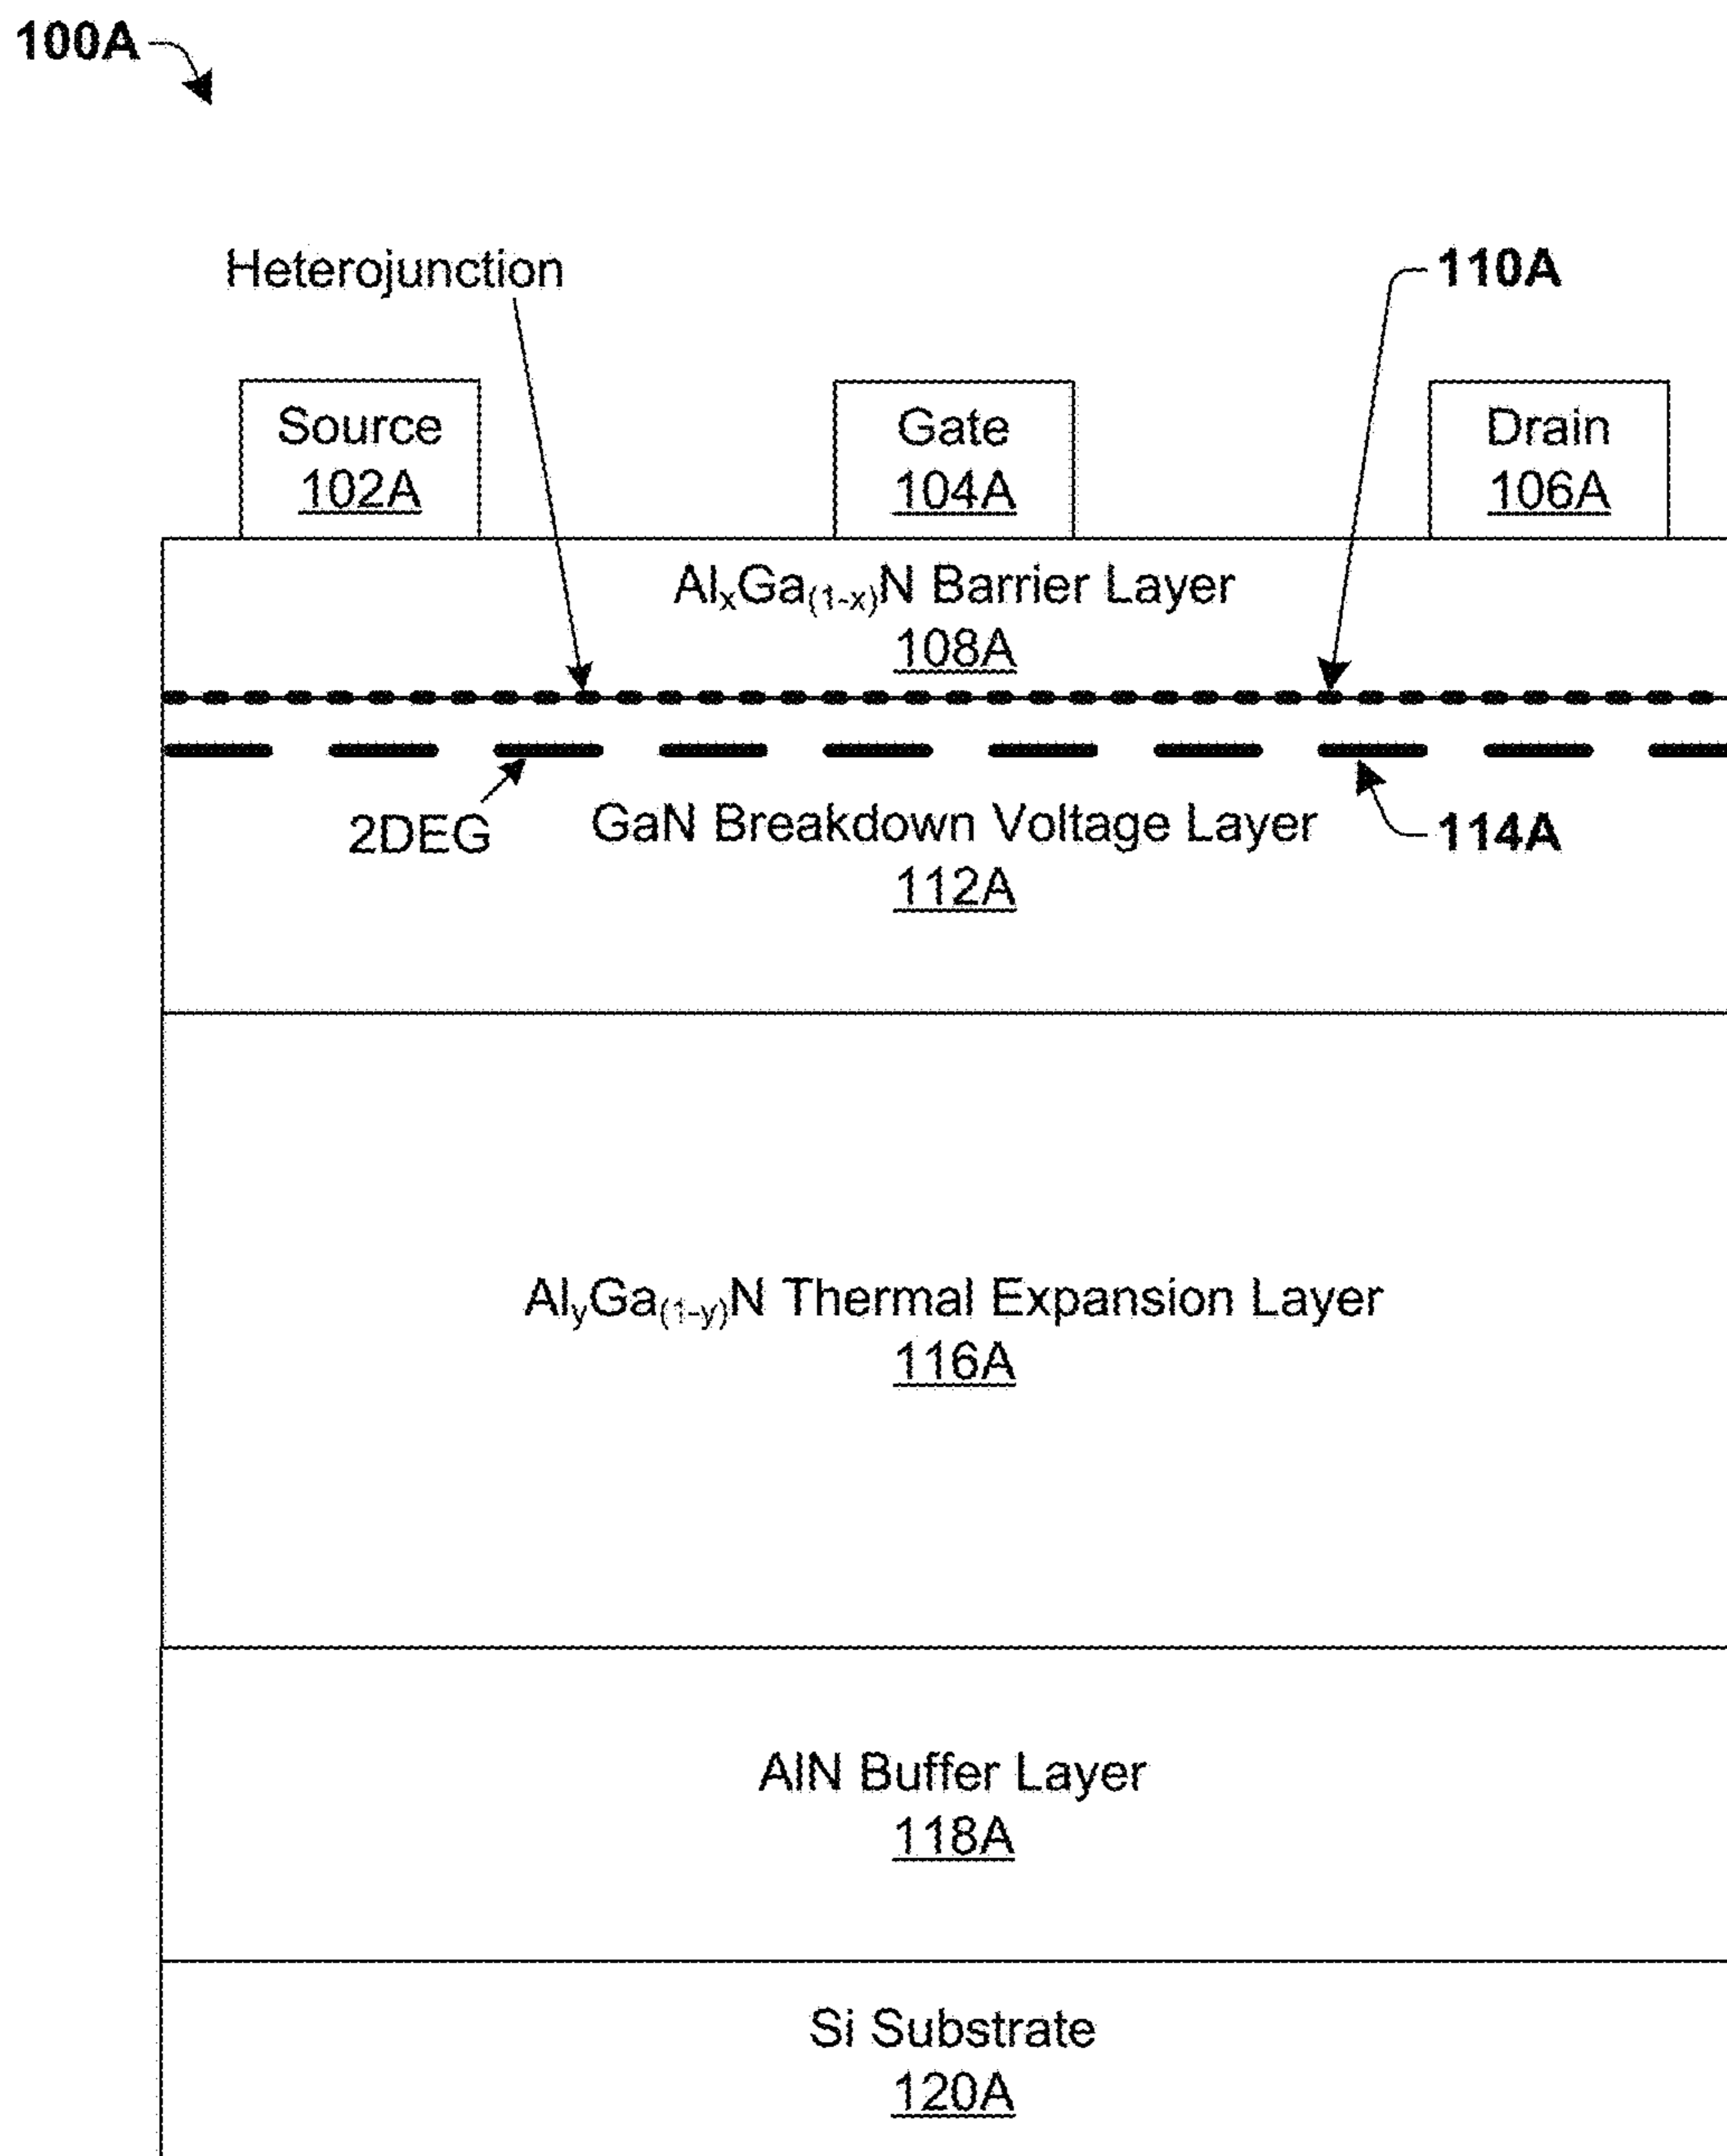 100A
Heterojunction
110A
Source
102A
Gate
104A
Drain
106A
AlₓGa₍₁₋ₓ₎N Barrier Layer
108A
2DEG
GaN Breakdown Voltage Layer
114A
112A
AlyGa(1-y)N Thermal Expansion Layer
116A
AlN Buffer Layer
118A
Si Substrate
120A